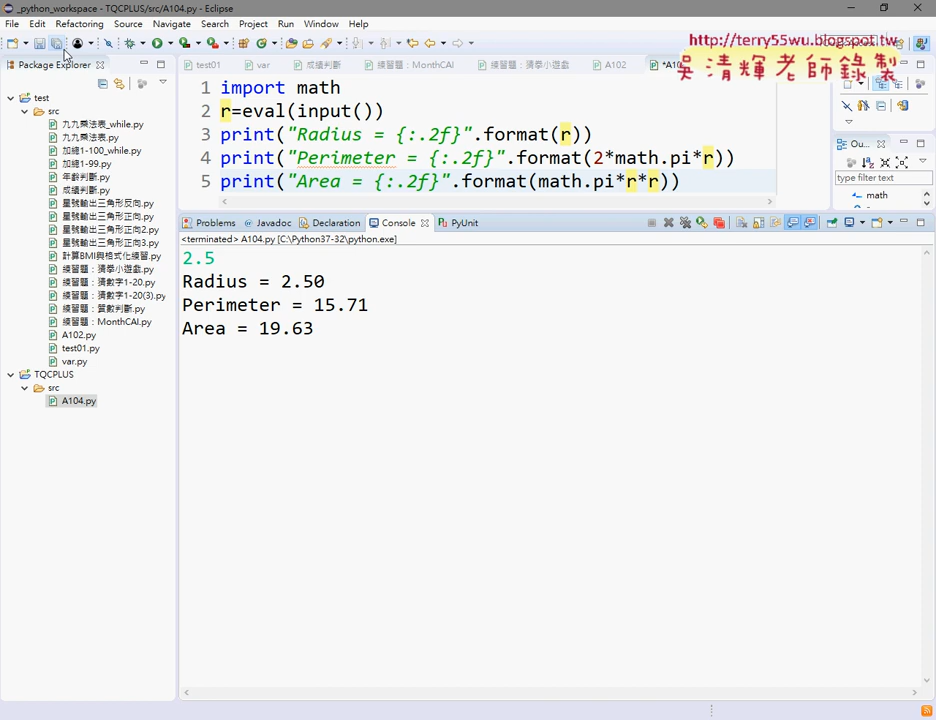 _python_workspace - TQCPLUS/src/A104.py - Eclipse
File Edit Refactoring Source Navigate Search Project Run Window Help
http://terry55wu.blogspot.tw
吳清輝老師錄製
Package Explorer
test01 var 成績判斷 練習題：MonthCAI 練習題：猜拳小遊戲 A102 *A10
test
src
九九乘法表_while.py
九九乘法表.py
加總1-100_while.py
加總1-99.py
年齡判斷.py
成績判斷.py
星號輸出三角形反向.py
星號輸出三角形正向.py
星號輸出三角形正向2.py
星號輸出三角形正向3.py
計算BMI與格式化練習.py
練習題：猜拳小遊戲.py
練習題：猜數字1-20.py
練習題：猜數字1-20(3).py
練習題：質數判斷.py
練習題：MonthCAI.py
A102.py
test01.py
var.py
TQCPLUS
src
A104.py
1 import math
2 r=eval(input())
3 print("Radius = {:.2f}".format(r))
4 print("Perimeter = {:.2f}".format(2*math.pi*r))
5 print("Area = {:.2f}".format(math.pi*r*r))
Ou...
type filter text
math
Problems Javadoc Declaration Console PyUnit
<terminated> A104.py [C:\Python37-32\python.exe]
2.5
Radius = 2.50
Perimeter = 15.71
Area = 19.63